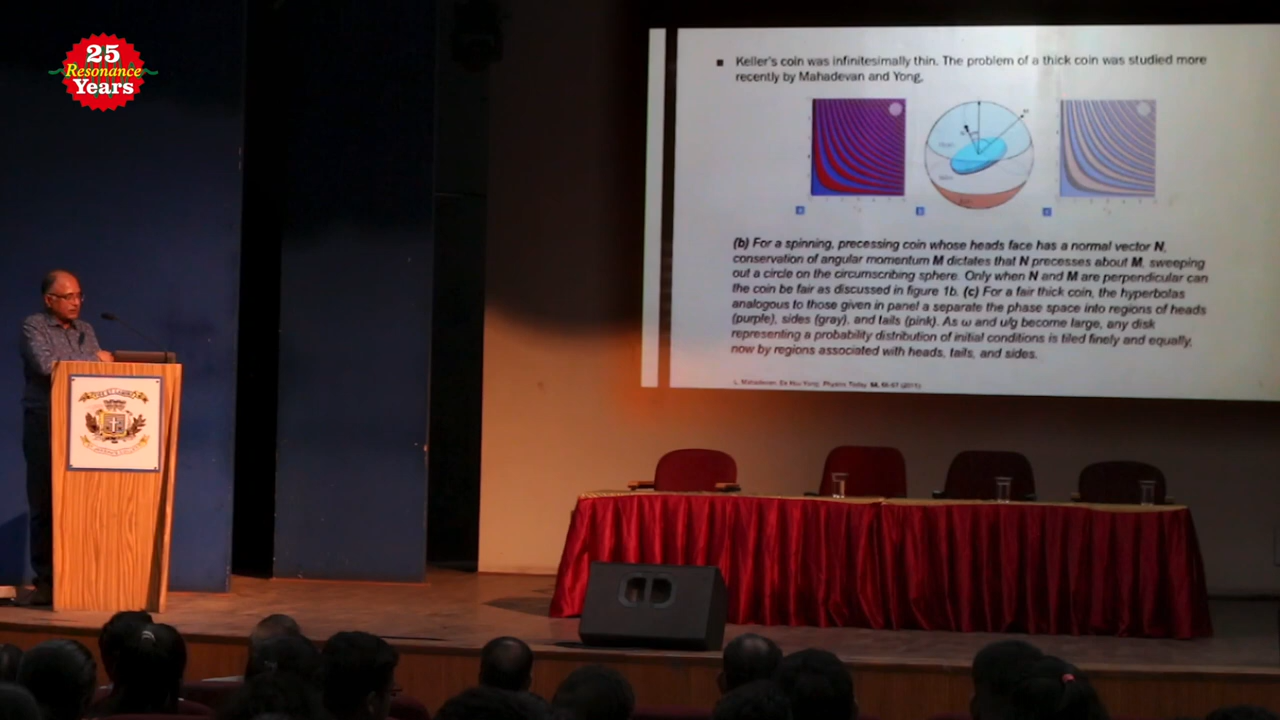 25
Resonance
Years
Keller's coin was infinitesimally thin. The problem of a thick coin was studied more
recently by Mahadevan and Yong.
(b) For a spinning, precessing coin whose heads face has a normal vector N,
conservation of angular momentum M dictates that N precesses about M, sweeping
out a circle on the circumscribing sphere. Only when N and M are perpendicular can
the coin be fair as discussed in figure 1b. (c) For a fair thick coin, the hyperbolas
analogous to those given in panel a separate the phase space into regions of heads
(purple), sides (gray), and tails (pink). As ω and u/g become large, any disk
representing a probability distribution of initial conditions is tiled finely and equally,
now by regions associated with heads, tails, and sides.
L. Mahadevan, Ee Hou Yong, Physics Today